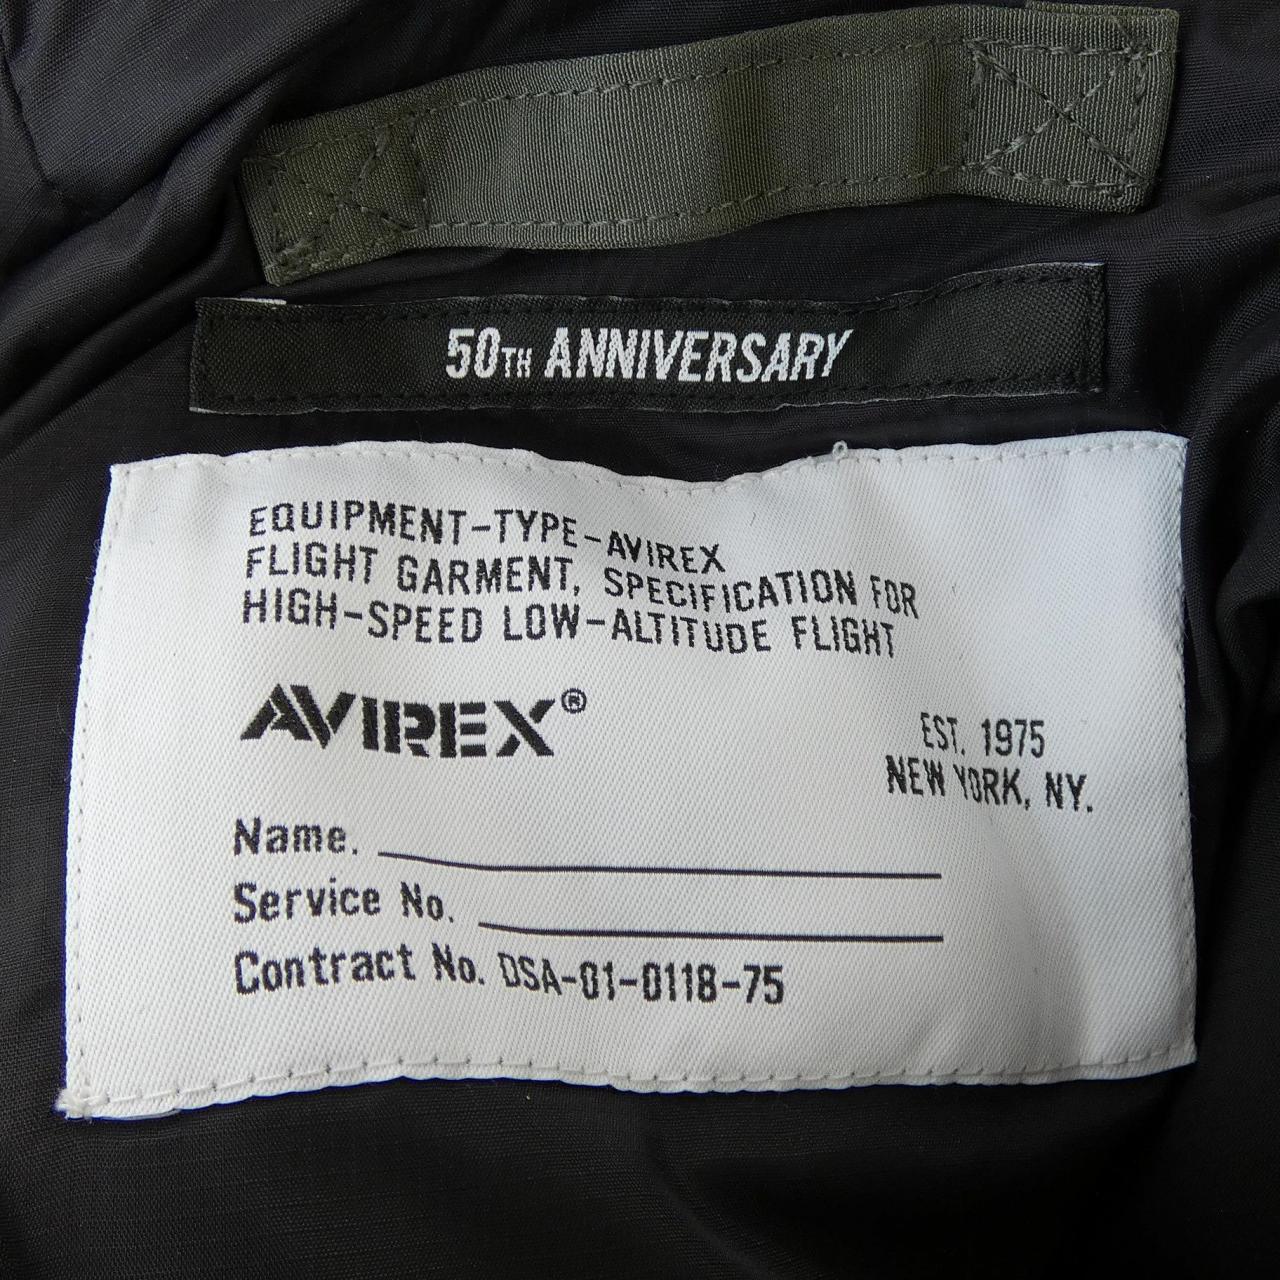 50TH ANNIVERSARY
EQUIPMENT-TYPE-AVIREX
FLIGHT GARMENT, SPECIFICATION FOR
HIGH-SPEED LOW-ALTITUDE FLIGHT
AVIREX®
EST. 1975
NEW YORK, NY.
Name.
Service No.
Contract No. DSA-01-0118-75